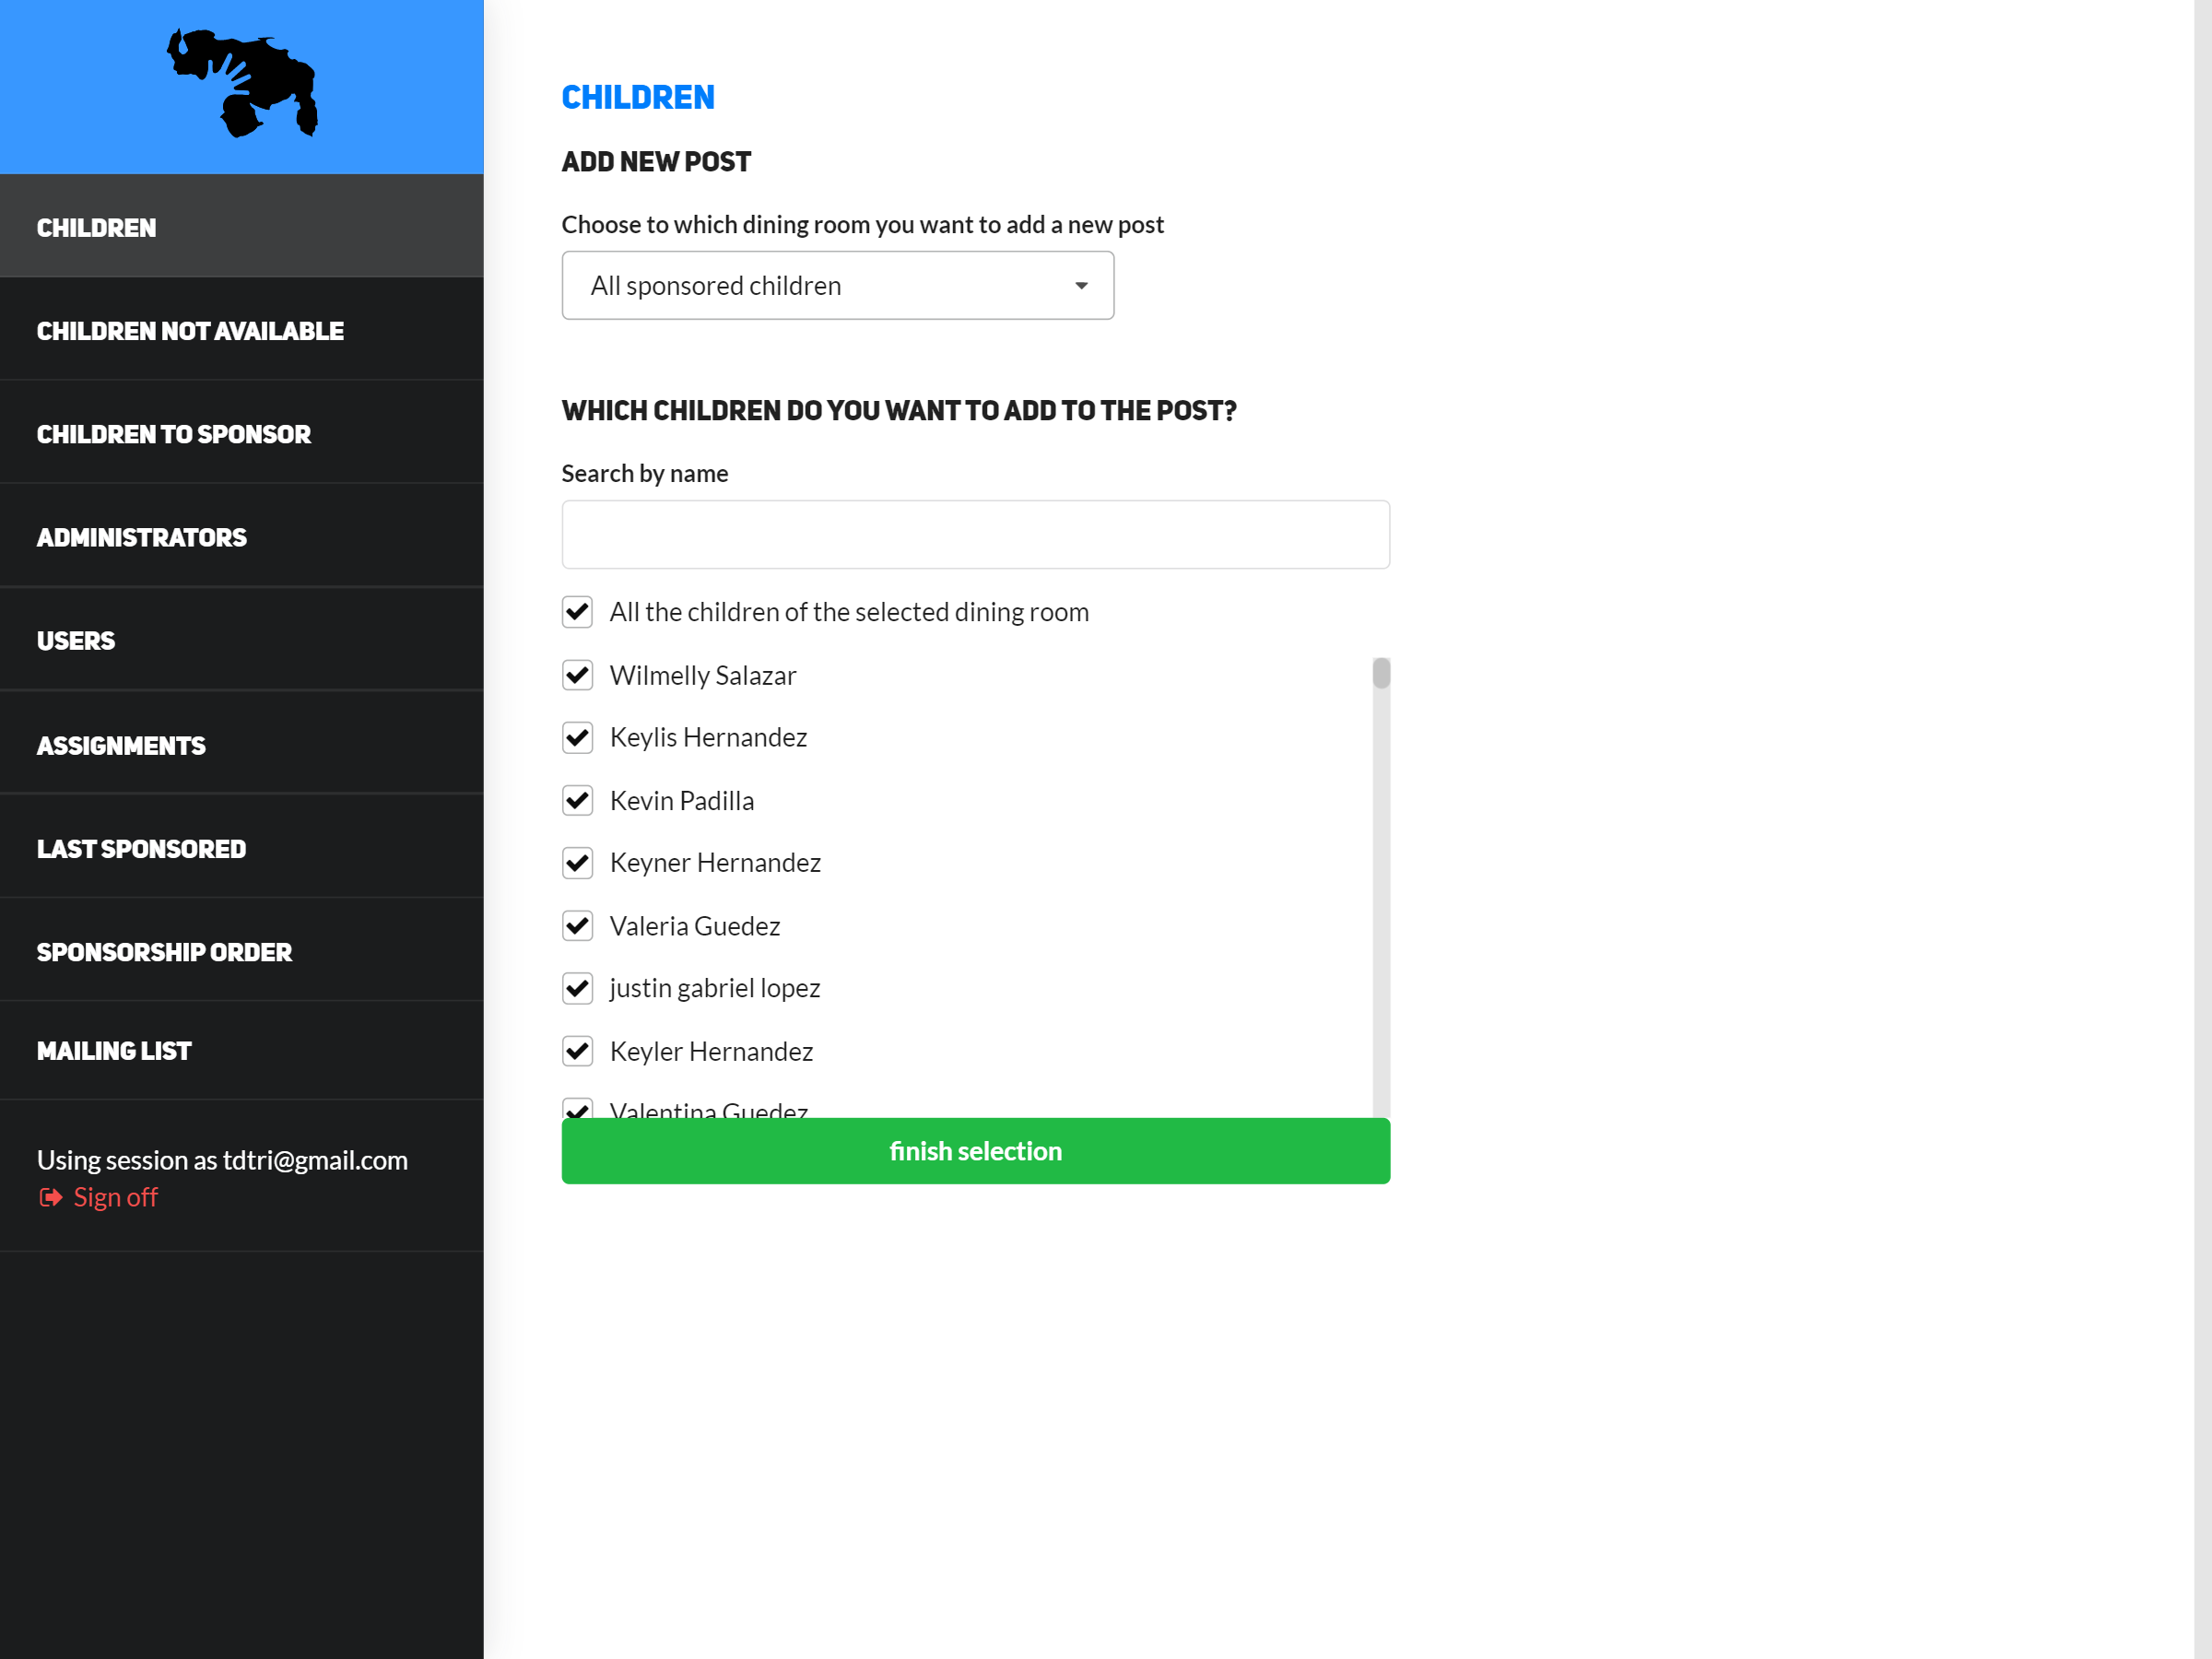 CHILDREN
CHILDREN NOT AVAILABLE
CHILDREN TO SPONSOR
ADMINISTRATORS
USERS
ASSIGNMENTS
LAST SPONSORED
SPONSORSHIP ORDER
MAILING LIST
Using session as tdtri@gmail.com
Sign off
CHILDREN
ADD NEW POST
Choose to which dining room you want to add a new post
All sponsored children
WHICH CHILDREN DO YOU WANT TO ADD TO THE POST?
Search by name
All the children of the selected dining room
Wilmelly Salazar
Keylis Hernandez
Kevin Padilla
Keyner Hernandez
Valeria Guedez
justin gabriel lopez
Keyler Hernandez
Valentina Guedez
finish selection